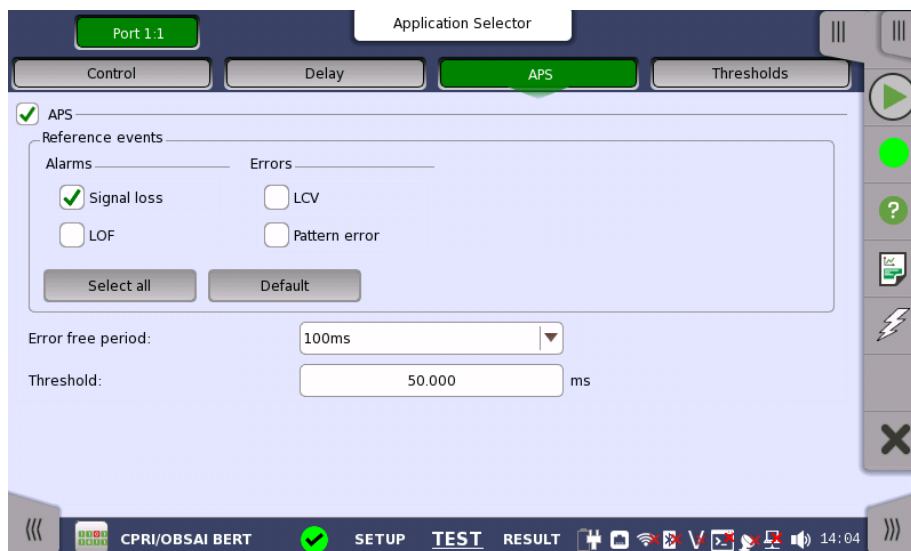 Port 1:1
Application Selector
Control
Delay
APS
Thresholds
APS
Reference events
Alarms
Errors
Signal loss
LCV
LOF
Pattern error
Select all
Default
Error free period:
100ms
Threshold:
50.000
ms
CPRI/OBSAI BERT
SETUP
TEST
RESULT
14:04